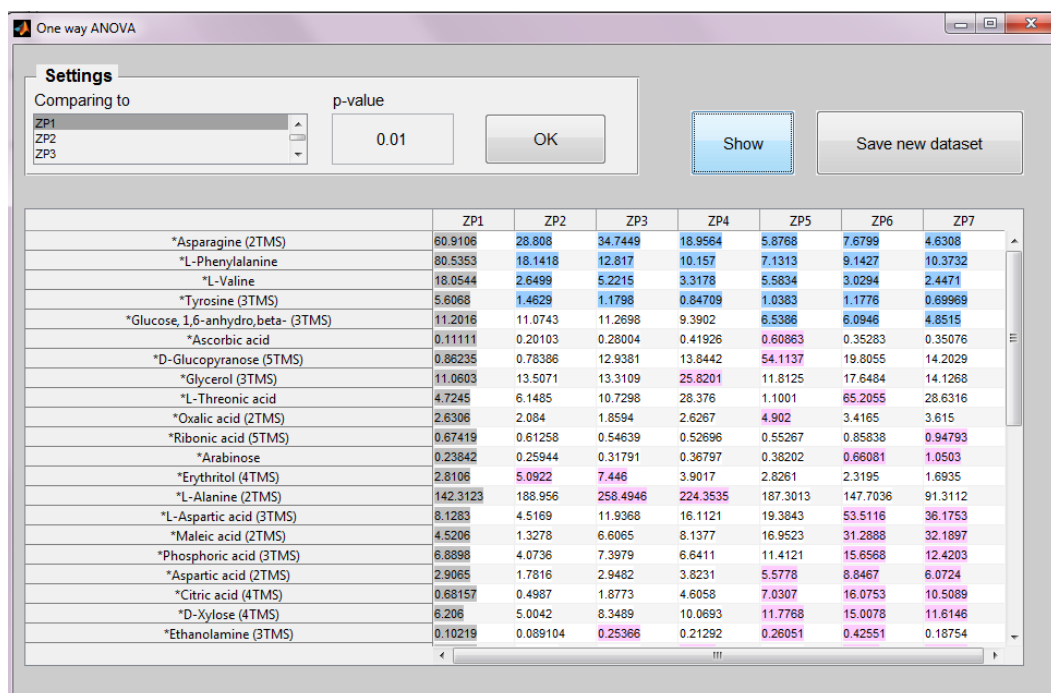 One way ANOVA
Settings
Comparing to p-value
ZP1
ZP2
ZP3
0.01
OK
Show
Save new dataset
ZP1 ZP2 ZP3 ZP4 ZP5 ZP6 ZP7
*Asparagine (2TMS) 60.9106 28.808 34.7449 18.9564 5.8768 7.6799 4.6308
*L-Phenylalanine 80.5353 18.1418 12.817 10.157 7.1313 9.1427 10.3732
*L-Valine 18.0544 2.6499 5.2215 3.3178 5.5834 3.0294 2.4471
*Tyrosine (3TMS) 5.6068 1.4629 1.1798 0.84709 1.0383 1.1776 0.69969
*Glucose, 1,6-anhydro,beta- (3TMS) 11.2016 11.0743 11.2698 9.3902 6.5386 6.0946 4.8515
*Ascorbic acid 0.11111 0.20103 0.28004 0.41926 0.60863 0.35283 0.35076
*D-Glucopyranose (5TMS) 0.86235 0.78386 12.9381 13.8442 54.1137 19.8055 14.2029
*Glycerol (3TMS) 11.0603 13.5071 13.3109 25.8201 11.8125 17.6484 14.1268
*L-Threonic acid 4.7245 6.1485 10.7298 28.376 1.1001 65.2055 28.6316
*Oxalic acid (2TMS) 2.6306 2.084 1.8594 2.6267 4.902 3.4165 3.615
*Ribonic acid (5TMS) 0.67419 0.61258 0.54639 0.52696 0.55267 0.85838 0.94793
*Arabinose 0.23842 0.25944 0.31791 0.36797 0.38202 0.66081 1.0503
*Erythritol (4TMS) 2.8106 5.0922 7.446 3.9017 2.8261 2.3195 1.6935
*L-Alanine (2TMS) 142.3123 188.956 258.4946 224.3535 187.3013 147.7036 91.3112
*L-Aspartic acid (3TMS) 8.1283 4.5169 11.9368 16.1121 19.3843 53.5116 36.1753
*Maleic acid (2TMS) 4.5206 1.3278 6.6065 8.1377 16.9523 31.2888 32.1897
*Phosphoric acid (3TMS) 6.8898 4.0736 7.3979 6.6411 11.4121 15.6568 12.4203
*Aspartic acid (2TMS) 2.9065 1.7816 2.9482 3.8231 5.5778 8.8467 6.0724
*Citric acid (4TMS) 0.68157 0.4987 1.8773 4.6058 7.0307 16.0753 10.5089
*D-Xylose (4TMS) 6.206 5.0042 8.3489 10.0693 11.7768 15.0078 11.6146
*Ethanolamine (3TMS) 0.10219 0.089104 0.25366 0.21292 0.26051 0.42551 0.18754